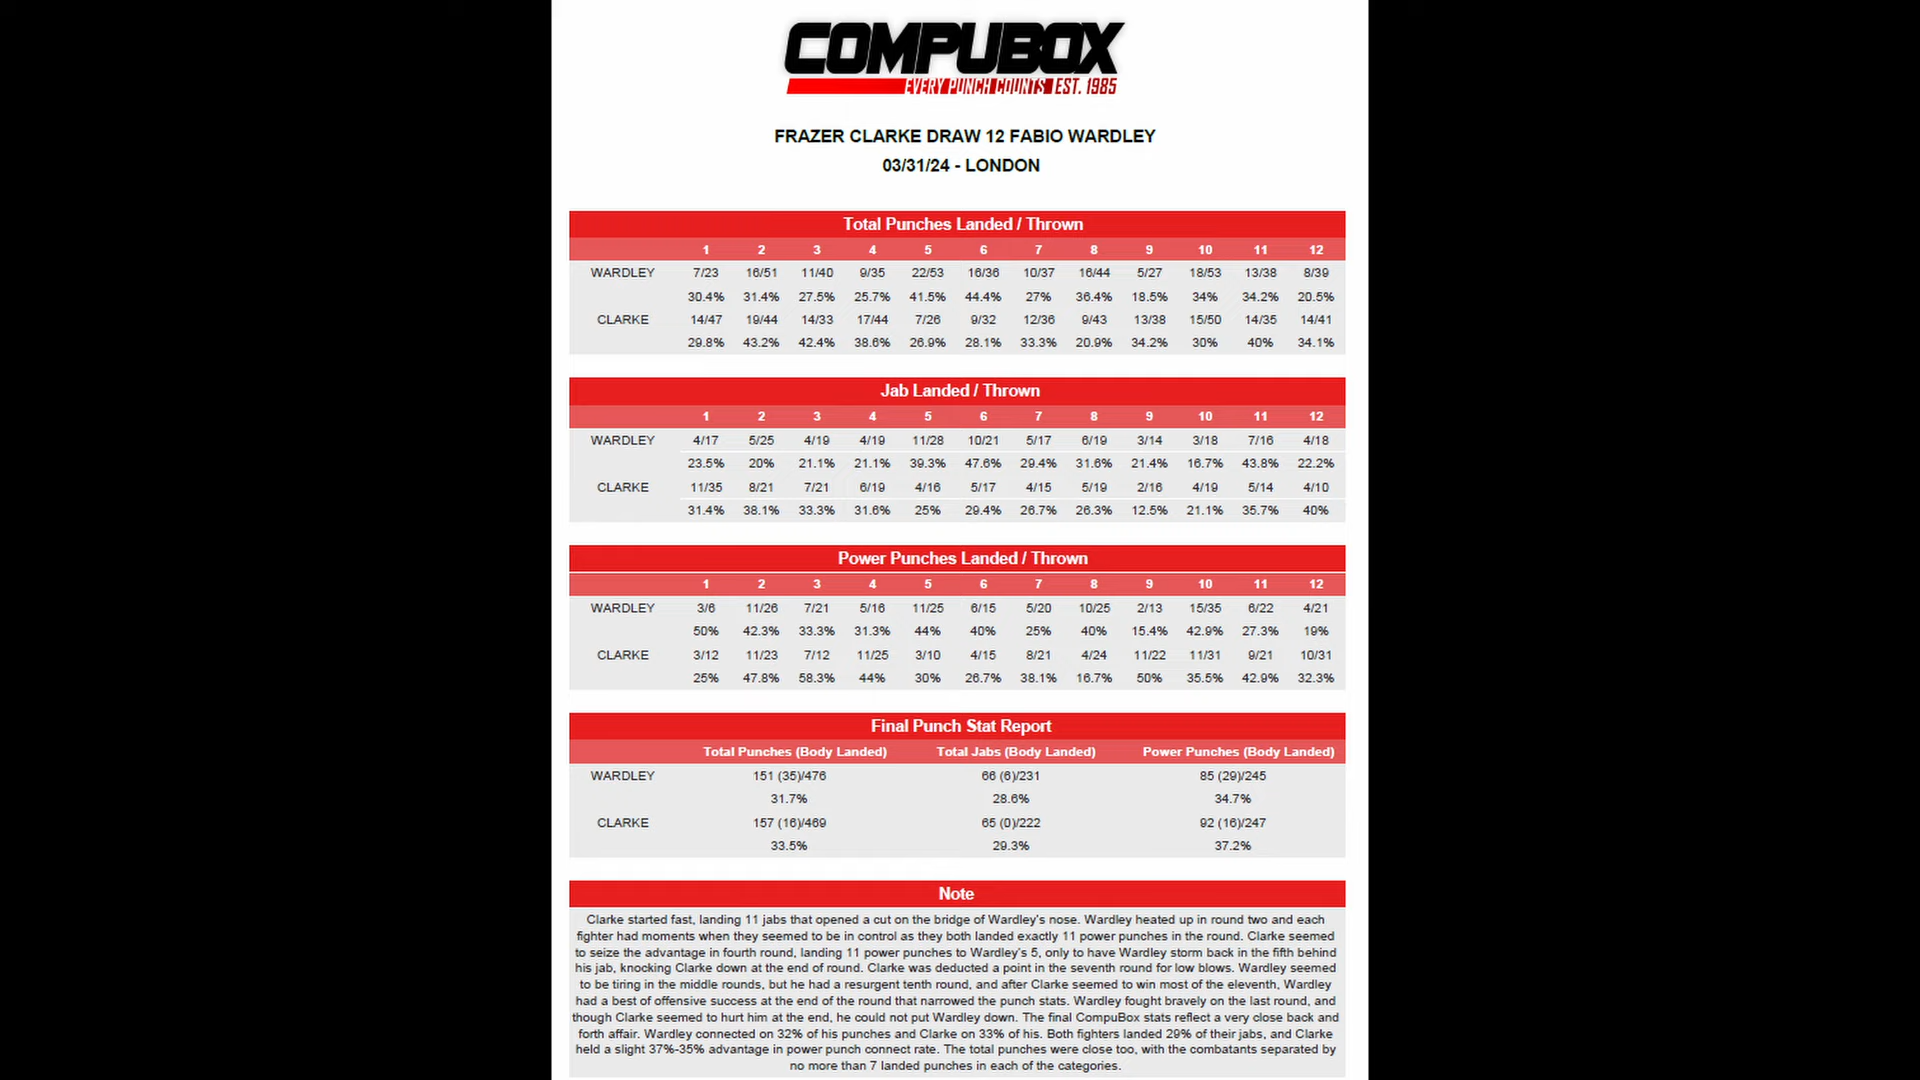 COMPUBOX
EVERY PUNCH COUNTS EST. 1985
FRAZER CLARKE DRAW 12 FABIO WARDLEY
03/31/24 - LONDON
Total Punches Landed / Thrown
1 2 3 4 5 6 7 8 9 10 11 12
WARDLEY 7/23 16/51 11/40 9/35 22/53 16/36 10/37 16/44 5/27 18/53 13/38 8/39
30.4% 31.4% 27.5% 25.7% 41.5% 44.4% 27% 36.4% 18.5% 34% 34.2% 20.5%
CLARKE 14/47 19/44 14/33 17/44 7/26 9/32 12/36 9/43 13/38 15/50 14/35 14/41
29.8% 43.2% 42.4% 38.6% 26.9% 28.1% 33.3% 20.9% 34.2% 30% 40% 34.1%
Jab Landed / Thrown
1 2 3 4 5 6 7 8 9 10 11 12
WARDLEY 4/17 5/25 4/19 4/19 11/28 10/21 5/17 6/19 3/14 3/18 7/16 4/18
23.5% 20% 21.1% 21.1% 39.3% 47.6% 29.4% 31.6% 21.4% 16.7% 43.8% 22.2%
CLARKE 11/35 8/21 7/21 6/19 4/16 5/17 4/15 5/19 2/16 4/19 5/14 4/10
31.4% 38.1% 33.3% 31.6% 25% 29.4% 26.7% 26.3% 12.5% 21.1% 35.7% 40%
Power Punches Landed / Thrown
1 2 3 4 5 6 7 8 9 10 11 12
WARDLEY 3/6 11/26 7/21 5/16 11/25 6/15 5/20 10/25 2/13 15/35 6/22 4/21
50% 42.3% 33.3% 31.3% 44% 40% 25% 40% 15.4% 42.9% 27.3% 19%
CLARKE 3/12 11/23 7/12 11/25 3/10 4/15 8/21 4/24 11/22 11/31 9/21 10/31
25% 47.8% 58.3% 44% 30% 26.7% 38.1% 16.7% 50% 35.5% 42.9% 32.3%
Final Punch Stat Report
Total Punches (Body Landed) Total Jabs (Body Landed) Power Punches (Body Landed)
WARDLEY 151 (35)/476 66 (6)/231 85 (29)/245
31.7% 28.6% 34.7%
CLARKE 157 (16)/469 65 (0)/222 92 (16)/247
33.5% 29.3% 37.2%
Note
Clarke started fast, landing 11 jabs that opened a cut on the bridge of Wardley's nose. Wardley heated up in round two and each
fighter had moments when they seemed to be in control as they both landed exactly 11 power punches in the round. Clarke seemed
to seize the advantage in fourth round, landing 11 power punches to Wardley's 5, only to have Wardley storm back in the fifth behind
his jab, knocking Clarke down at the end of round. Clarke was deducted a point in the seventh round for low blows. Wardley seemed
to be tiring in the middle rounds, but he had a resurgent tenth round, and after Clarke seemed to win most of the eleventh, Wardley
had a best of offensive success at the end of the round that narrowed the punch stats. Wardley fought bravely on the last round, and
though Clarke seemed to hurt him at the end, he could not put Wardley down. The final CompuBox stats reflect a very close back and
forth affair. Wardley connected on 32% of his punches and Clarke on 33% of his. Both fighters landed 29% of their jabs, and Clarke
held a slight 37%-35% advantage in power punch connect rate. The total punches were close too, with the combatants separated by
no more than 7 landed punches in each of the categories.